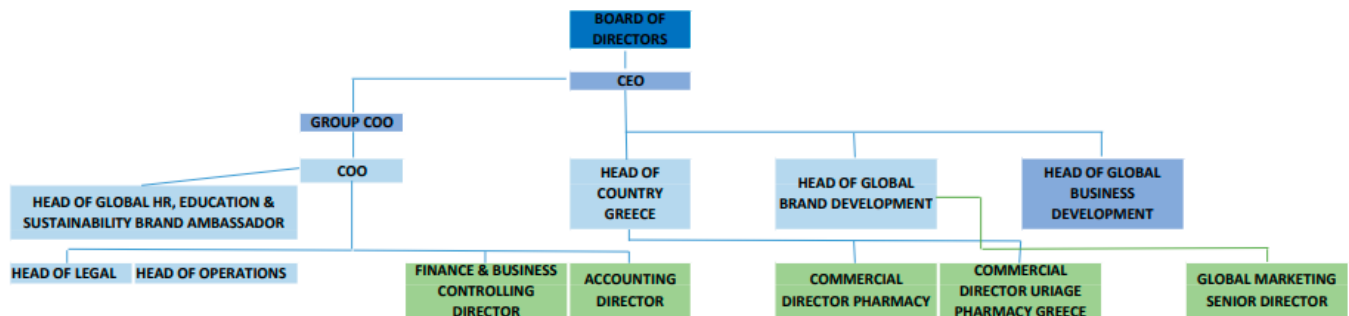 BOARD OF
DIRECTORS
CEO
GROUP COO
COO
HEAD OF GLOBAL HR, EDUCATION &
SUSTAINABILITY BRAND AMBASSADOR
HEAD OF
COUNTRY
GREECE
HEAD OF GLOBAL
BRAND DEVELOPMENT
HEAD OF GLOBAL
BUSINESS
DEVELOPMENT
HEAD OF LEGAL
HEAD OF OPERATIONS
FINANCE & BUSINESS
CONTROLLING
DIRECTOR
ACCOUNTING
DIRECTOR
COMMERCIAL
DIRECTOR PHARMACY
COMMERCIAL
DIRECTOR URIAGE
PHARMACY GREECE
GLOBAL MARKETING
SENIOR DIRECTOR